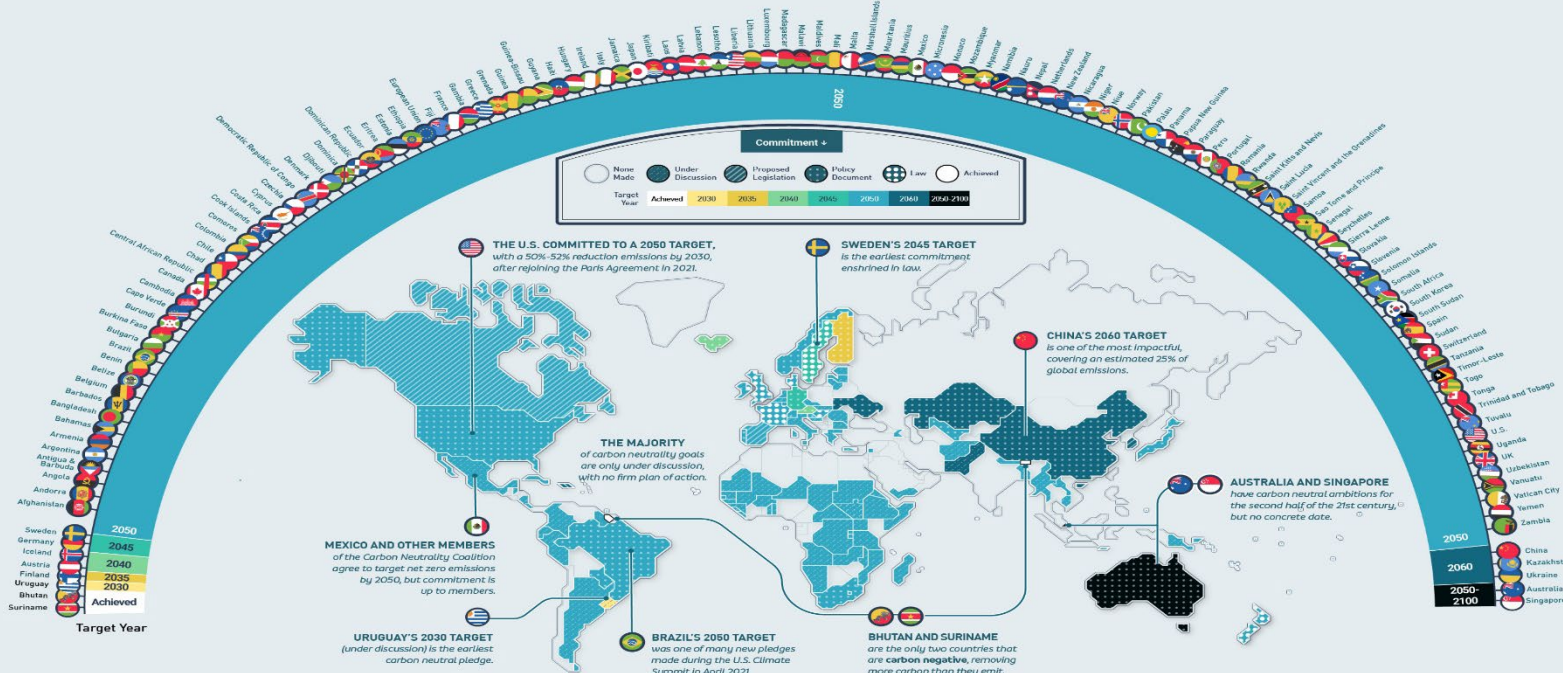 Afghanistan
Andorra
Angola
Antigua &
Barbuda
Argentina
Armenia
Bahamas
Bangladesh
Barbados
Belgium
Belize
Benin
Brazil
Bulgaria
Burkina Faso
Burundi
Cape Verde
Cambodia
Canada
Central African Republic
Chad
Chile
Colombia
Comoros
Cook Islands
Costa Rica
Cyprus
Czechia
Democratic Republic of Congo
Denmark
Djibouti
Dominica
Dominican Republic
Ecuador
Eritrea
Estonia
Ethiopia
European Union
Fiji
France
Gambia
Greece
Grenada
Guinea
Guinea-Bissau
Guyana
Haiti
Hungary
Ireland
Italy
Jamaica
Japan
Kiribati
Laos
Latvia
Lebanon
Lesotho
Liberia
Lithuania
Luxembourg
Madagascar
Malawi
Maldives
Mali
Malta
Marshall Islands
Mauritania
Mauritius
Mexico
Micronesia
Monaco
Mozambique
Myanmar
Namibia
Nauru
Nepal
Netherlands
New Zealand
Nicaragua
Niger
Niue
Norway
Pakistan
Palau
Panama
Papua New Guinea
Paraguay
Peru
Portugal
Romania
Rwanda
Saint Kitts and Nevis
Saint Lucia
Saint Vincent and the Grenadines
Samoa
Sao Tome and Principe
Senegal
Seychelles
Sierra Leone
Slovakia
Slovenia
Solomon Islands
Somalia
South Africa
South Korea
South Sudan
Spain
Sudan
Switzerland
Tanzania
Timor-Leste
Togo
Tonga
Trinidad and Tobago
Tuvalu
U.S.
Uganda
UK
Uzbekistan
Vanuatu
Vatican City
Yemen
Zambia
2050
Commitment ↓
None
Made
Under
Discussion
Proposed
Legislation
Policy
Document
Law
Achieved
Target
Year
Achieved 2030 2035 2040 2045 2050 2060 2050-2100
THE U.S. COMMITTED TO A 2050 TARGET,
with a 50%-52% reduction emissions by 2030,
after rejoining the Paris Agreement in 2021.
SWEDEN'S 2045 TARGET
is the earliest commitment
enshrined in law.
CHINA'S 2060 TARGET
is one of the most impactful,
covering an estimated 25% of
global emissions.
THE MAJORITY
of carbon neutrality goals
are only under discussion,
with no firm plan of action.
AUSTRALIA AND SINGAPORE
have carbon neutral ambitions for
the second half of the 21st century,
but no concrete date.
MEXICO AND OTHER MEMBERS
of the Carbon Neutrality Coalition
agree to target net zero emissions
by 2050, but commitment is
up to members.
URUGUAY'S 2030 TARGET
(under discussion) is the earliest
carbon neutral pledge.
BRAZIL'S 2050 TARGET
was one of many new pledges
made during the U.S. Climate
Summit in April 2021.
BHUTAN AND SURINAME
are the only two countries that
are carbon negative, removing
more carbon than they emit.
Sweden
Germany
Iceland
Austria
Finland
Uruguay
Bhutan
Suriname
2050
2045
2040
2035
2030
Achieved
Target Year
2050
2060
2050-
2100
China
Kazakhst
Ukraine
Australia
Singapor